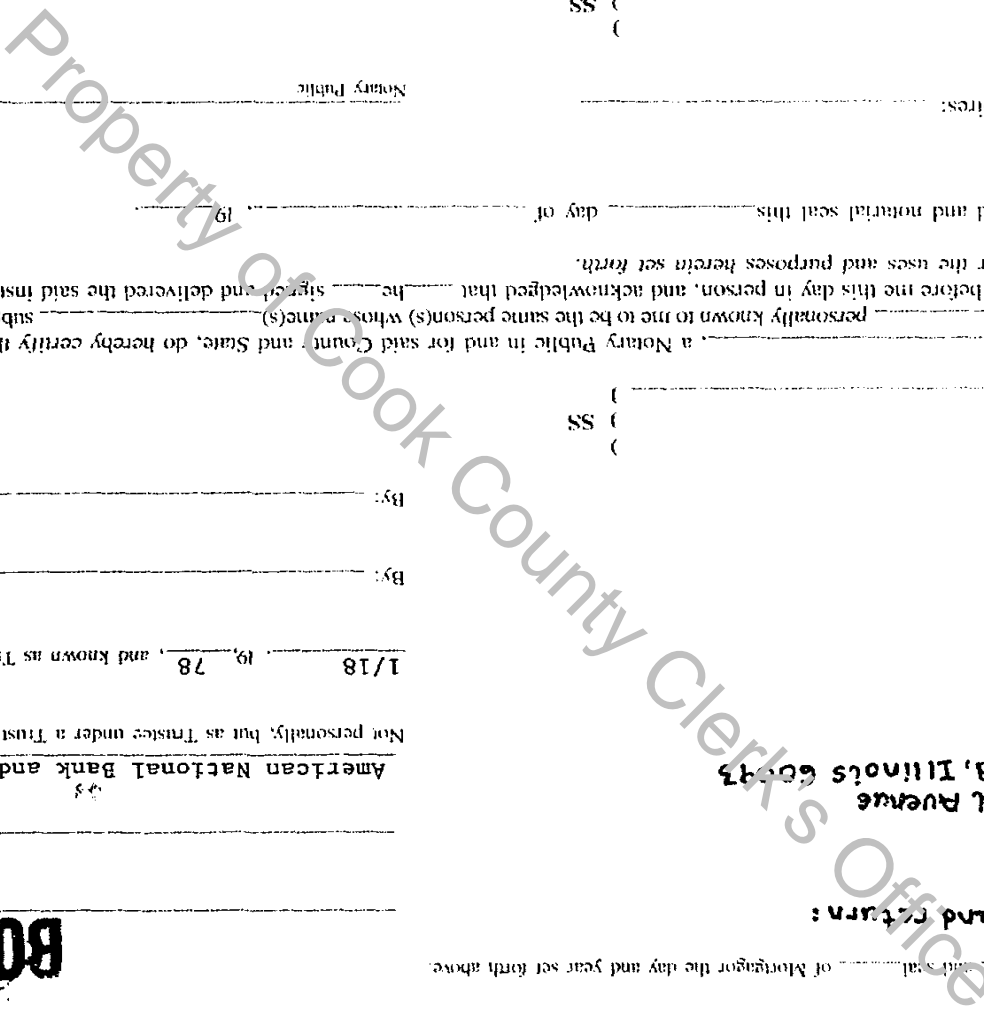 and seal of Mortgagor the day and year set forth above.
BO
and return:
l Avenue
, Illinois
American National Bank and
Not personally, but as Trustee under a Trust
1/18 . 19, 78 , and known as T
By:
By:
)
) SS
)
, a Notary Public in and for said County and State, do hereby certify
personally known to me to be the same person(s) whose name(s)
before me this day in person, and acknowledged that he signed and delivered the said
the uses and purposes herein set forth.
and notarial seal this day of , 19 .
Notary Public
)
) SS
Property of Cook County Clerk's Office